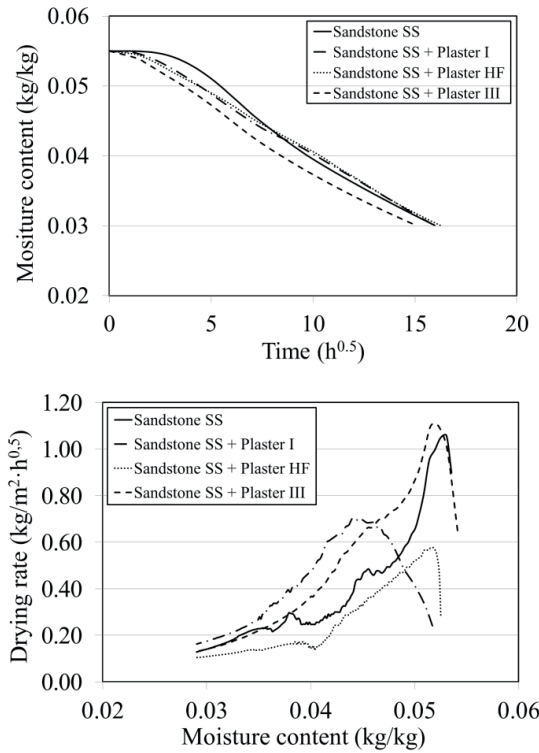 0.06
0.05
0.04
0.03
0.02
Mositure content (kg/kg)
Sandstone SS
Sandstone SS + Plaster I
Sandstone SS + Plaster HF
Sandstone SS + Plaster III
0 5 10 15 20
Time (h^0.5)
1.20
1.00
0.80
0.60
0.40
0.20
0.00
Drying rate (kg/m²·h^0.5)
Sandstone SS
Sandstone SS + Plaster I
Sandstone SS + Plaster HF
Sandstone SS + Plaster III
0.02 0.03 0.04 0.05 0.06
Moisture content (kg/kg)